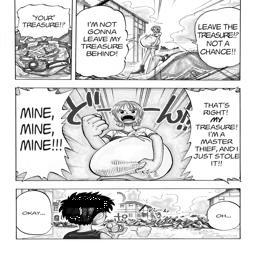 LEAVE THE
TREASURE!?
NOT A
CHANCE!!
I'M NOT
GONNA
LEAVE MY
TREASURE
BEHIND!
"YOUR"
TREASURE!?
THAT'S
RIGHT!
MY
TREASURE!
I'M A
MASTER
THIEF, AND I
JUST STOLE
IT!!
MINE,
MINE,
MINE!!!
OH...
OKAY...